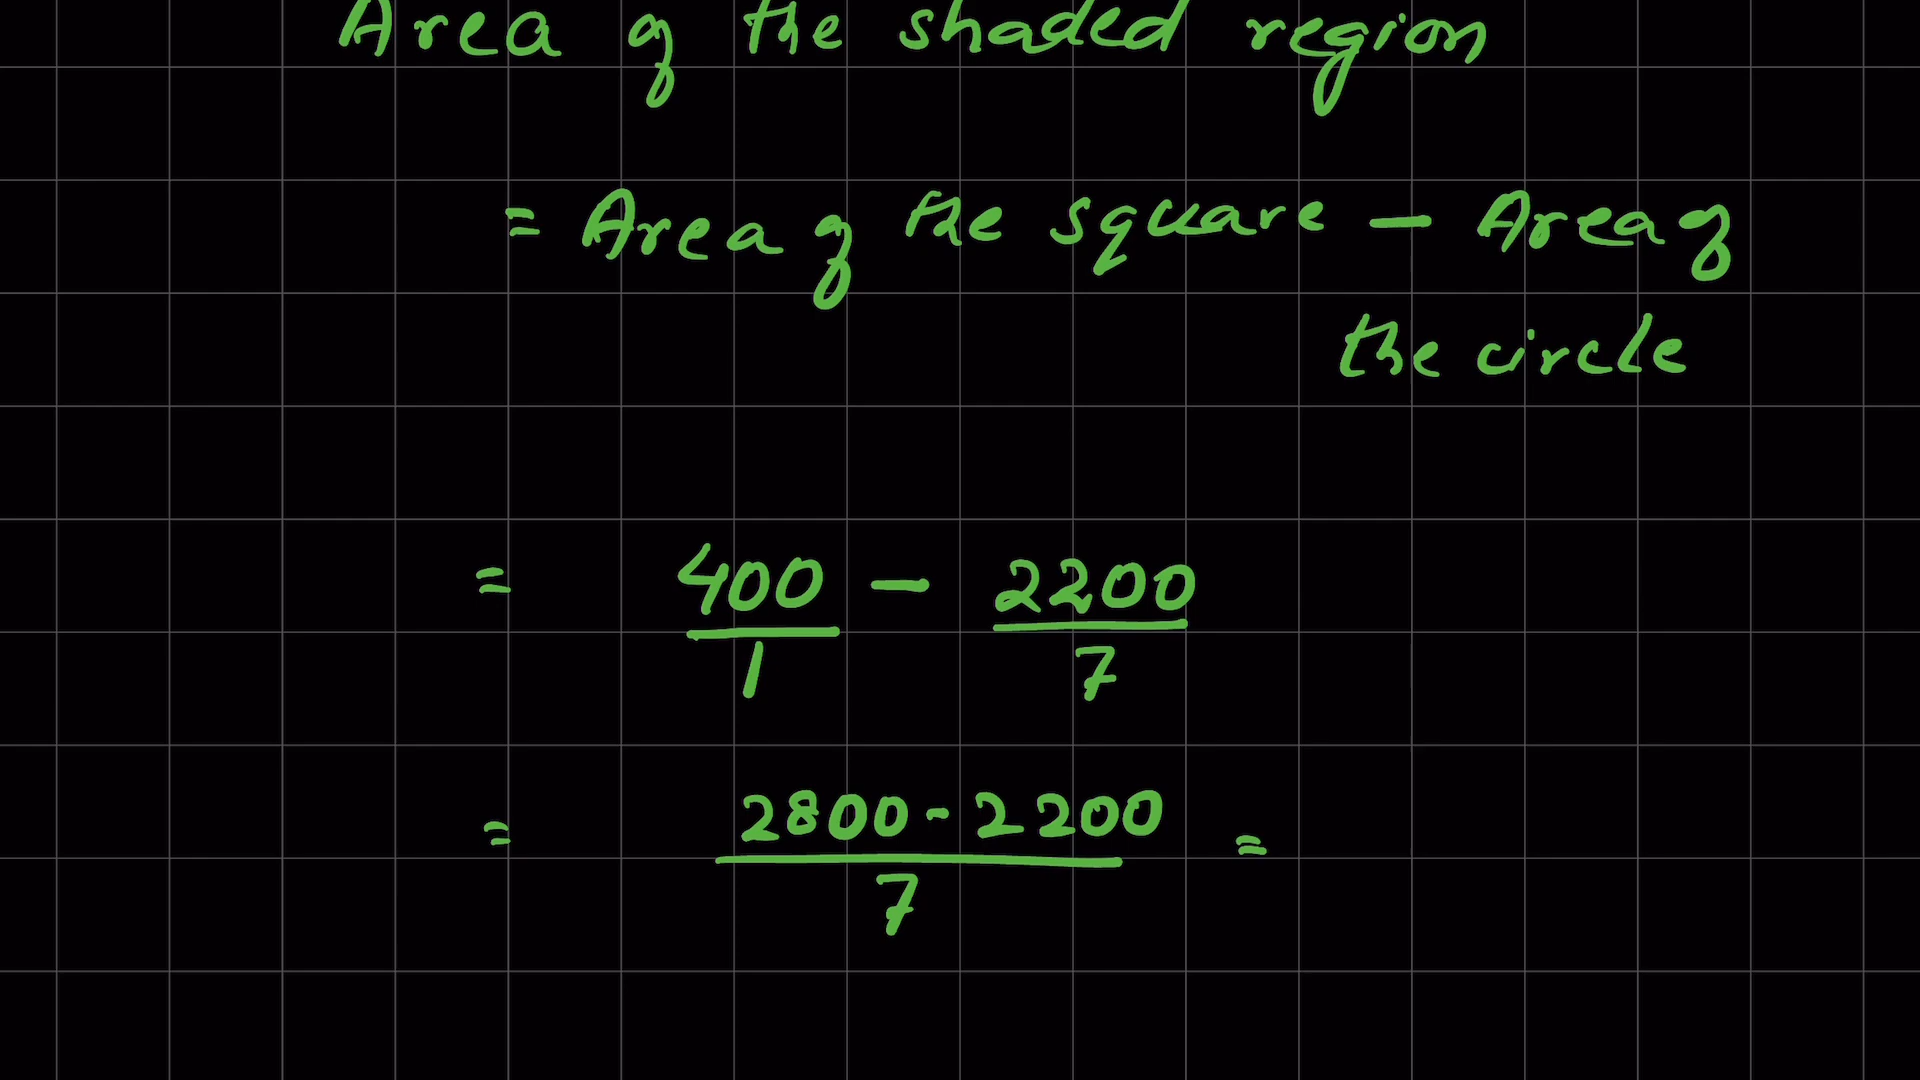 Area of the shaded region
= Area of the square — Area of
the circle
= 400/1 — 2200/7
= 2800-2200/7 =